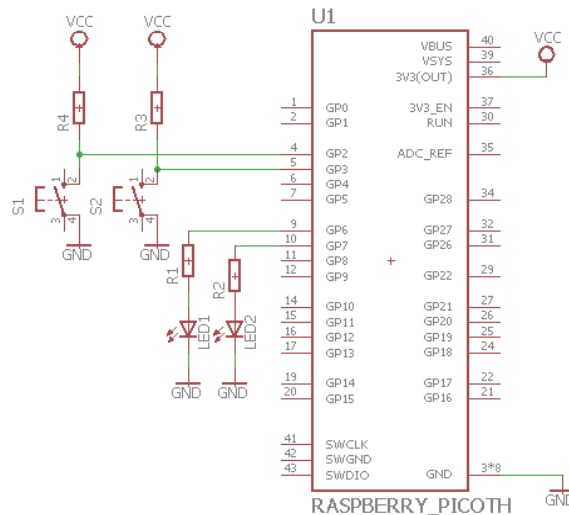 U1
VCC
VCC
VCC
R4
R3
S1
S2
1
2
3
4
1
2
3
4
GND
GND
R1
R2
LED1
LED2
GND
GND
1 GP0
2 GP1
4 GP2
5 GP3
6 GP4
7 GP5
9 GP6
10 GP7
11 GP8
12 GP9
14 GP10
15 GP11
16 GP12
17 GP13
19 GP14
20 GP15
41 SWCLK
42 SWGND
43 SWDIO
VBUS 40
VSYS 39
3V3(OUT) 36
3V3_EN 37
RUN 30
ADC_REF 35
GP28 34
GP27 32
GP26 31
GP22 29
GP21 27
GP20 26
GP19 25
GP18 24
GP17 22
GP16 21
GND 3*8
GND
RASPBERRY_PICOTH